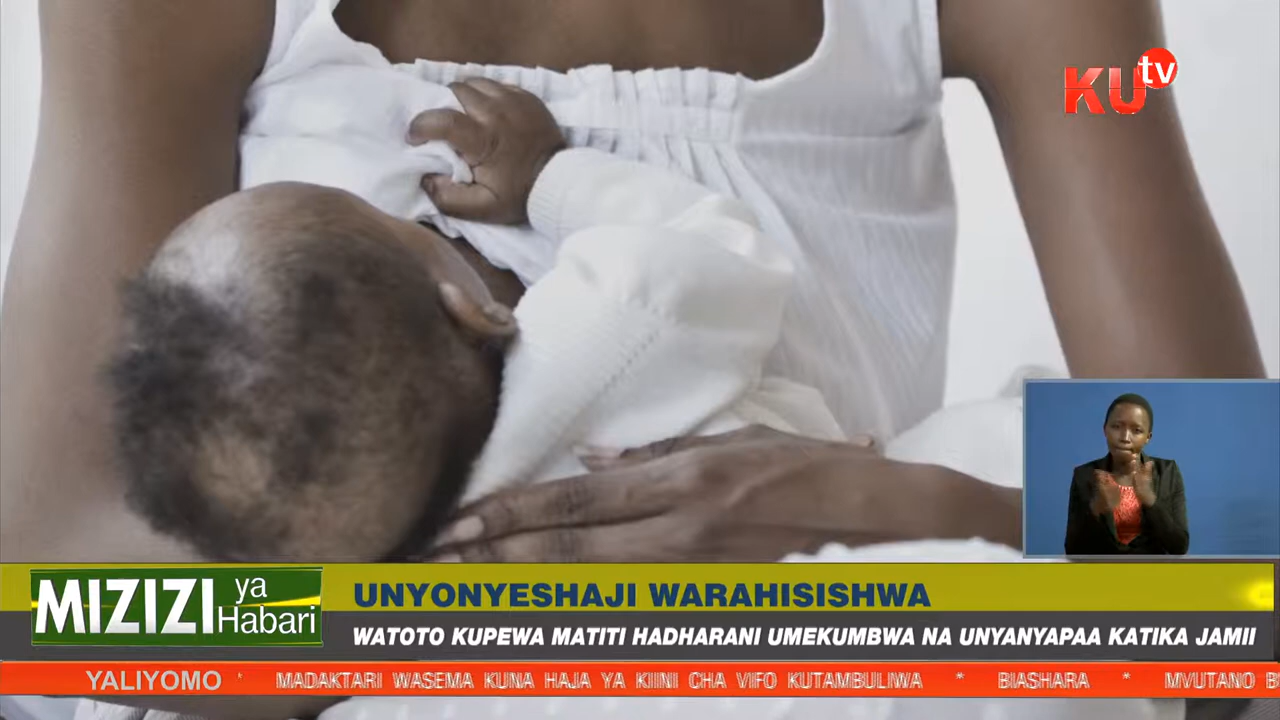 KU tv
MIZIZI ya Habari
UNYONYESHAJI WARAHISISHWA
WATOTO KUPEWA MATITI HADHARANI UMEKUMBWA NA UNYANYAPAA KATIKA JAMII
YALIYOMO * MADAKTARI WASEMA KUNA HAJA YA KIINI CHA VIFO KUTAMBULIWA * BIASHARA * MVUTANO